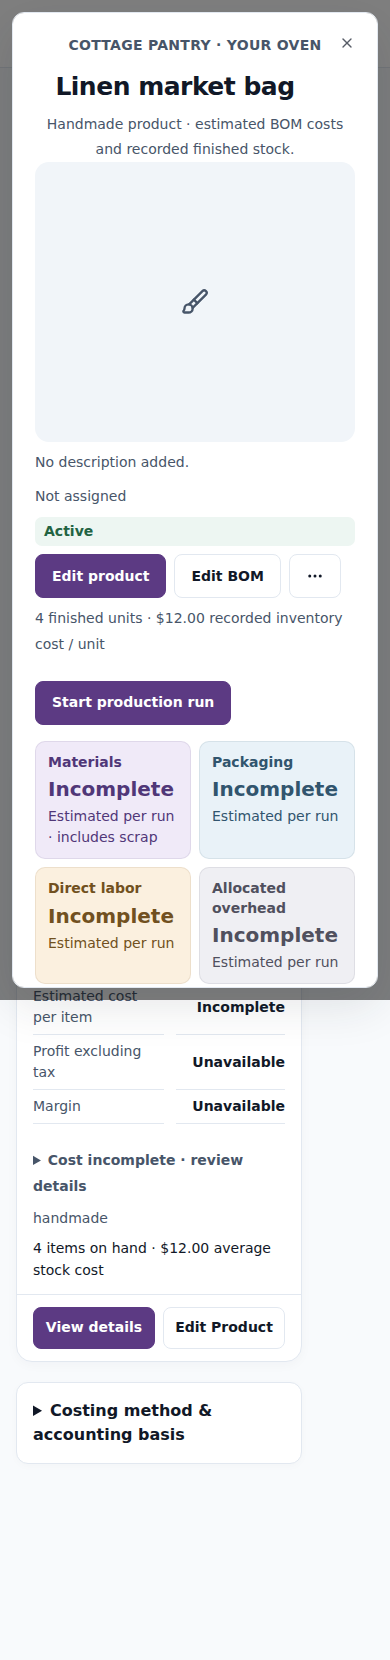 COTTAGE PANTRY · YOUR OVEN
Linen market bag
Handmade product · estimated BOM costs
and recorded finished stock.
No description added.
Not assigned
Active
Edit product
Edit BOM
4 finished units · $12.00 recorded inventory
cost / unit
Start production run
Materials
Incomplete
Estimated per run
· includes scrap
Packaging
Incomplete
Estimated per run
Direct labor
Incomplete
Estimated per run
Allocated
overhead
Incomplete
Estimated per run
Estimated cost
per item
Incomplete
Profit excluding
tax
Unavailable
Margin
Unavailable
Cost incomplete · review
details
handmade
4 items on hand · $12.00 average
stock cost
View details
Edit Product
Costing method &
accounting basis